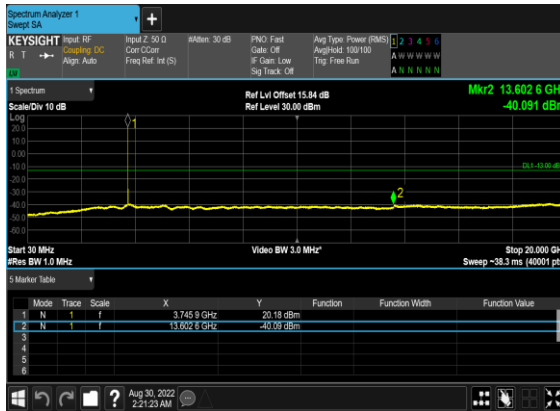 Spectrum Analyzer 1
Swept SA
+
KEYSIGHT Input: RF Input Z: 50 Ω #Atten: 30 dB PNO: Fast Avg Type: Power (RMS) 1 2 3 4 5 6
R T Coupling: DC Corr CCorr Gate: Off Avg|Hold: 100/100 A W W W W W
Align: Auto Freq Ref: Int (S) IF Gain: Low Trig: Free Run
Sig Track: Off A N N N N N
1 Spectrum Ref Lvl Offset 15.84 dB Mkr2 13.602 6 GH
Scale/Div 10 dB Ref Level 30.00 dBm -40.091 dBr
Log
20.0
10.0
0.00
-10.0
-20.0
-30.0
-40.0
-50.0
-60.0
1
DL1 -13.00 dB
2
Start 30 MHz Video BW 3.0 MHz* Stop 20.000 GH
#Res BW 1.0 MHz Sweep ~38.3 ms (40001 pt
5 Marker Table
Mode Trace Scale X Y Function Function Width Function Value
1 N 1 f 3.745 9 GHz 20.18 dBm
2 N 1 f 13.602 6 GHz -40.09 dBm
3
4
5
6
? Aug 30, 2022
2:21:23 AM